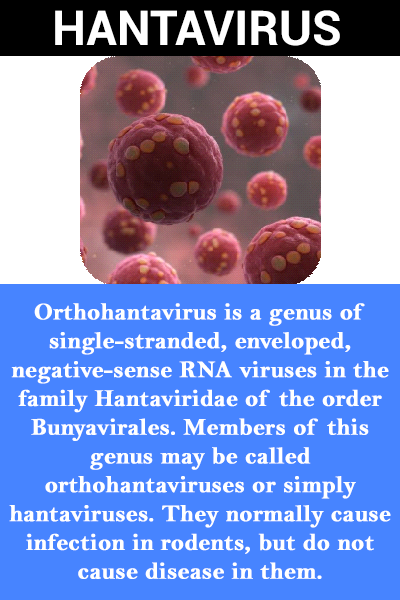 HANTAVIRUS
Orthohantavirus is a genus of
single-stranded, enveloped,
negative-sense RNA viruses in the
family Hantaviridae of the order
Bunyavirales. Members of this
genus may be called
orthohantaviruses or simply
hantaviruses. They normally cause
infection in rodents, but do not
cause disease in them.